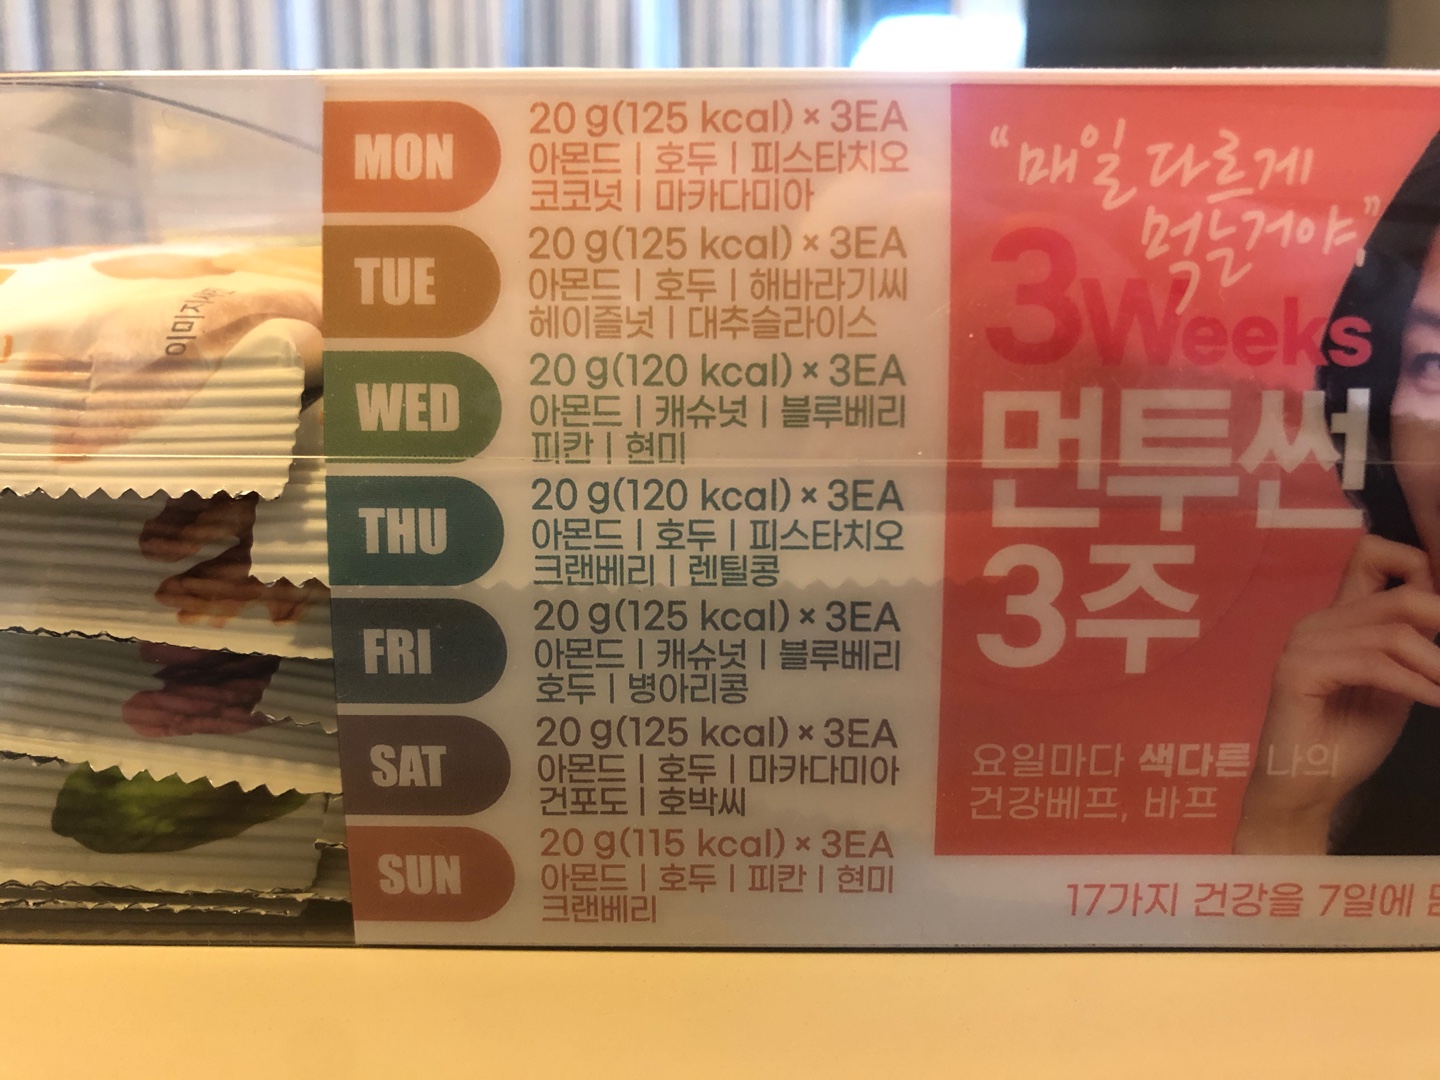 이미지사진
MON
20 g(125 kcal) × 3EA
아몬드 | 호두 | 피스타치오
코코넛 | 마카다미아
TUE
20 g(125 kcal) × 3EA
아몬드 | 호두 | 해바라기씨
헤이즐넛 | 대추슬라이스
WED
20 g(120 kcal) × 3EA
아몬드 | 캐슈넛 | 블루베리
피칸 | 현미
THU
20 g(120 kcal) × 3EA
아몬드 | 호두 | 피스타치오
크랜베리 | 렌틸콩
FRI
20 g(125 kcal) × 3EA
아몬드 | 캐슈넛 | 블루베리
호두 | 병아리콩
SAT
20 g(125 kcal) × 3EA
아몬드 | 호두 | 마카다미아
건포도 | 호박씨
SUN
20 g(115 kcal) × 3EA
아몬드 | 호두 | 피칸 | 현미
크랜베리
“매일 다르게
먹는거야,”
3Weeks
먼투썬
3주
요일마다 색다른 나의
건강베프, 바프
17가지 건강을 7일에